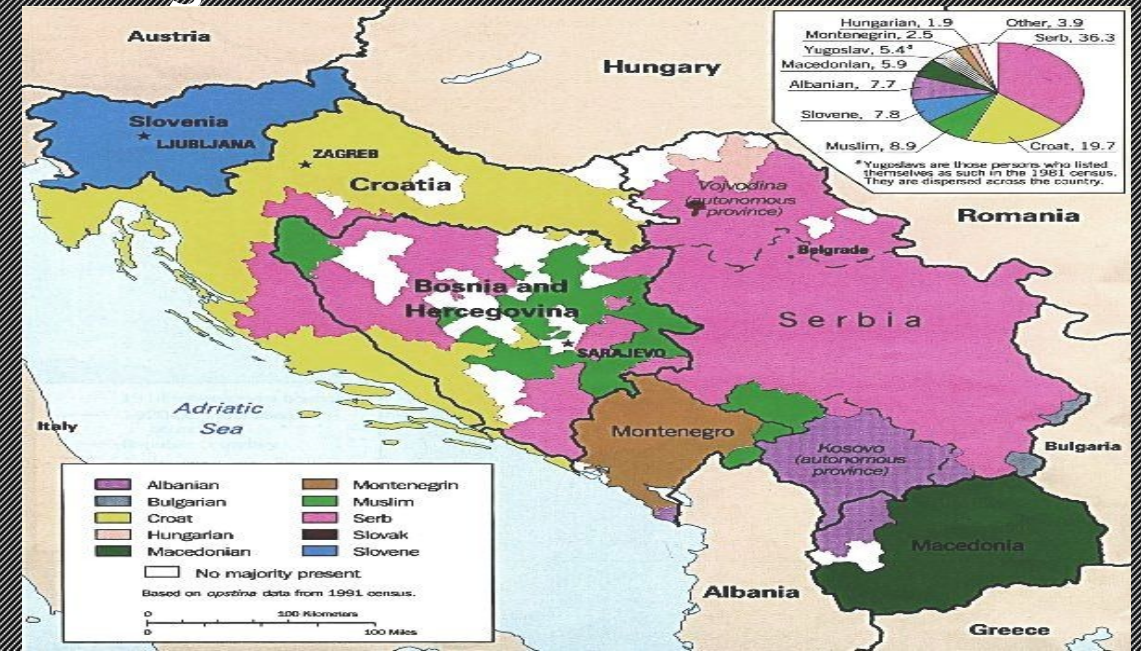 Austria
Hungary
Slovenia
LJUBLJANA
ZAGREB
Croatia
Vojvodina
(autonomous
province)
Belgrade
Romania
Bosnia and
Hercegovina
SARAJEVO
Serbia
Adriatic
Sea
Italy
Montenegro
Kosovo
(autonomous
province)
Bulgaria
Macedonia
Albania
Greece
Hungarian, 1.9
Other, 3.9
Montenegrin, 2.5
Serb, 36.3
Yugoslav, 5.4ª
Macedonian, 5.9
Albanian, 7.7
Slovene, 7.8
Muslim, 8.9
Croat, 19.7
ªYugoslavs are those persons who listed
themselves as such in the 1981 census.
They are dispersed across the country.
Albanian
Bulgarian
Croat
Hungarian
Macedonian
Montenegrin
Muslim
Serb
Slovak
Slovene
No majority present
Based on opstina data from 1991 census.
0 100 Kilometers
0 100 Miles